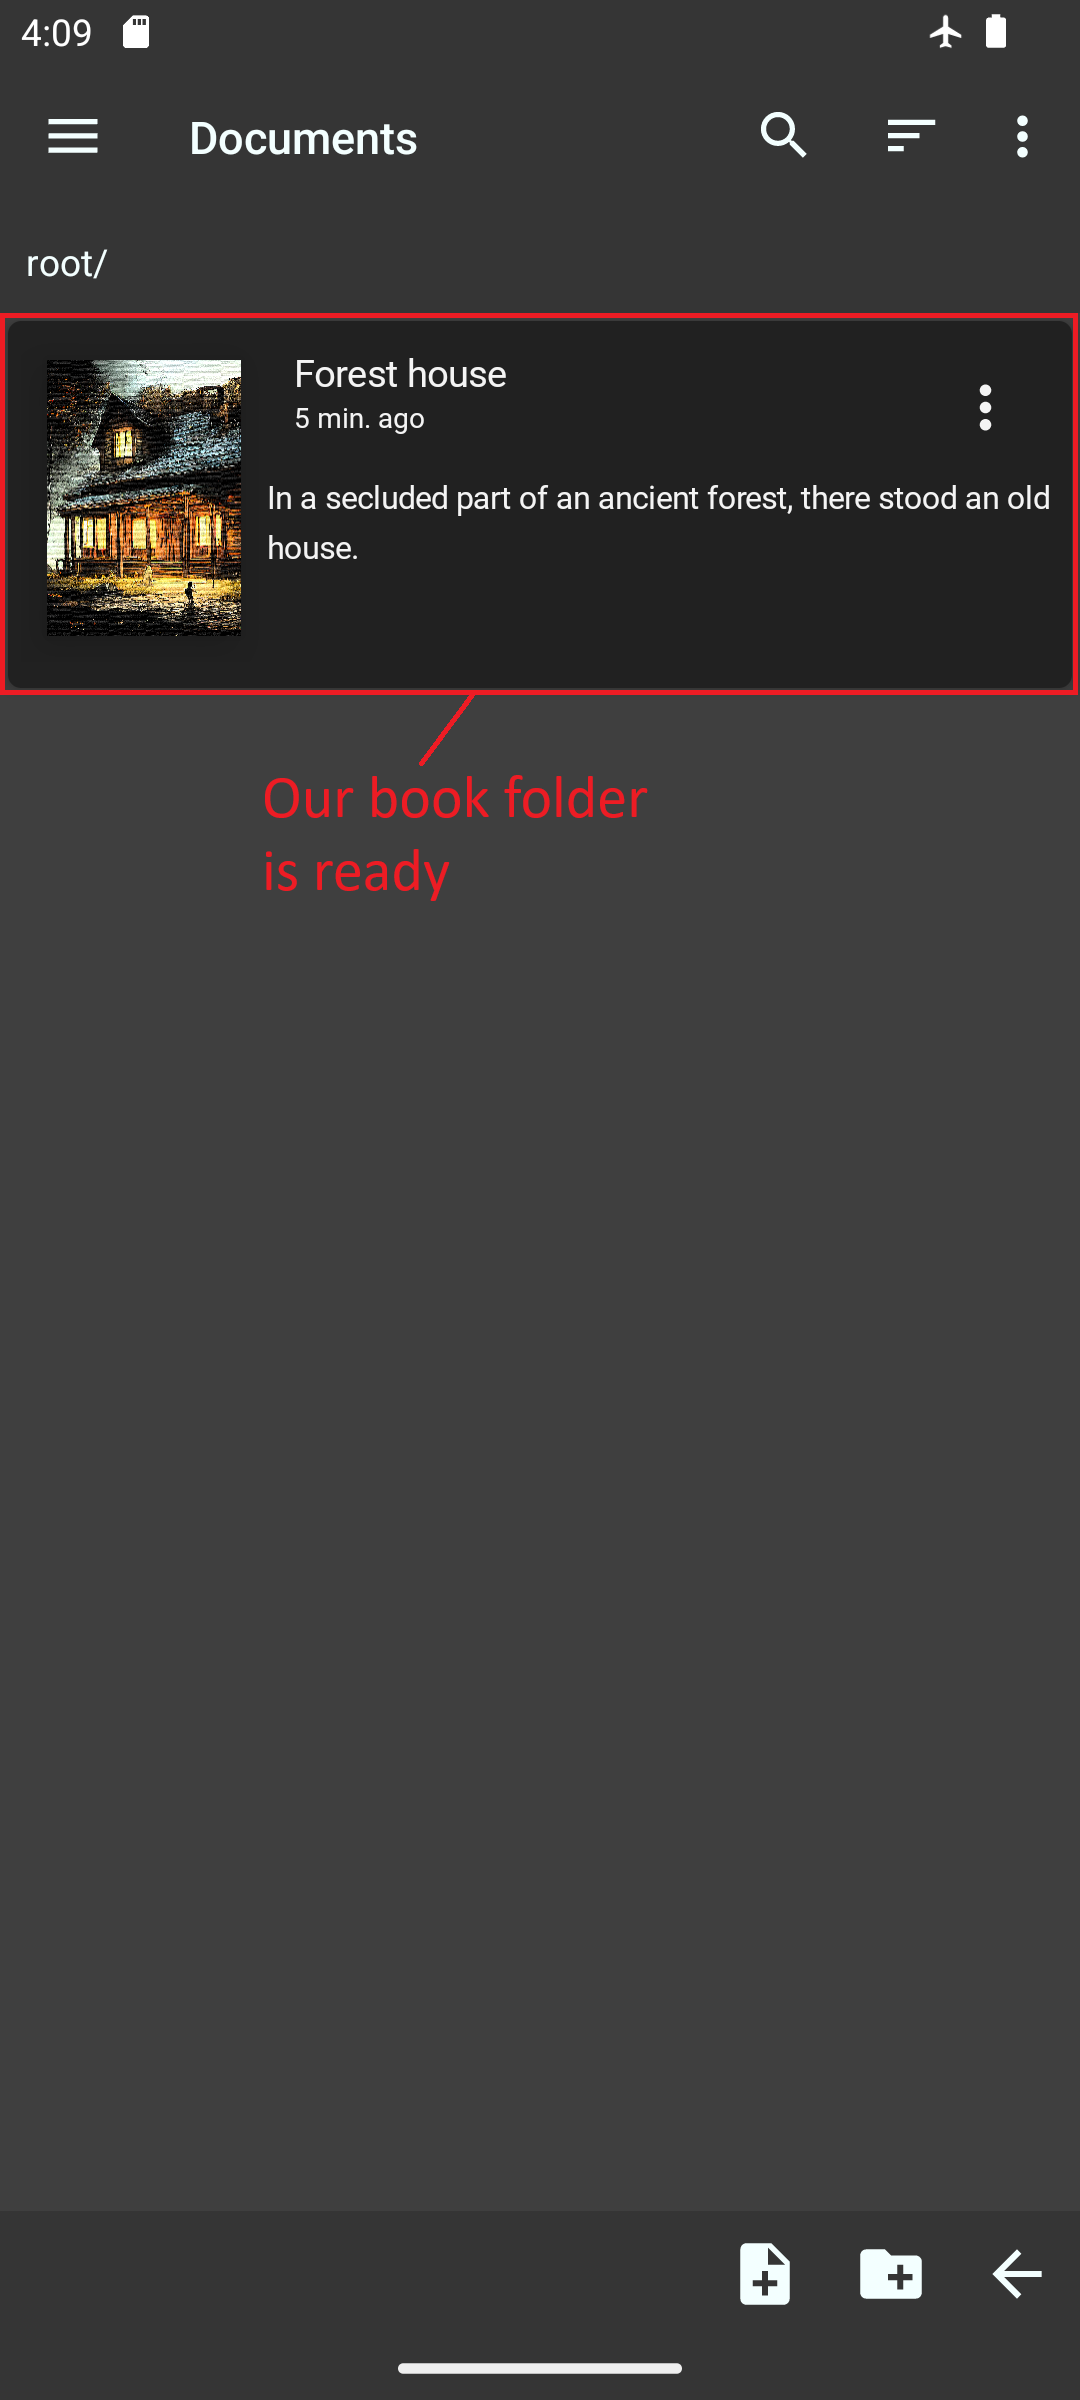 4:09
Documents
root/
Forest house
5 min. ago
In a secluded part of an ancient forest, there stood an old
house.
Our book folder
is ready